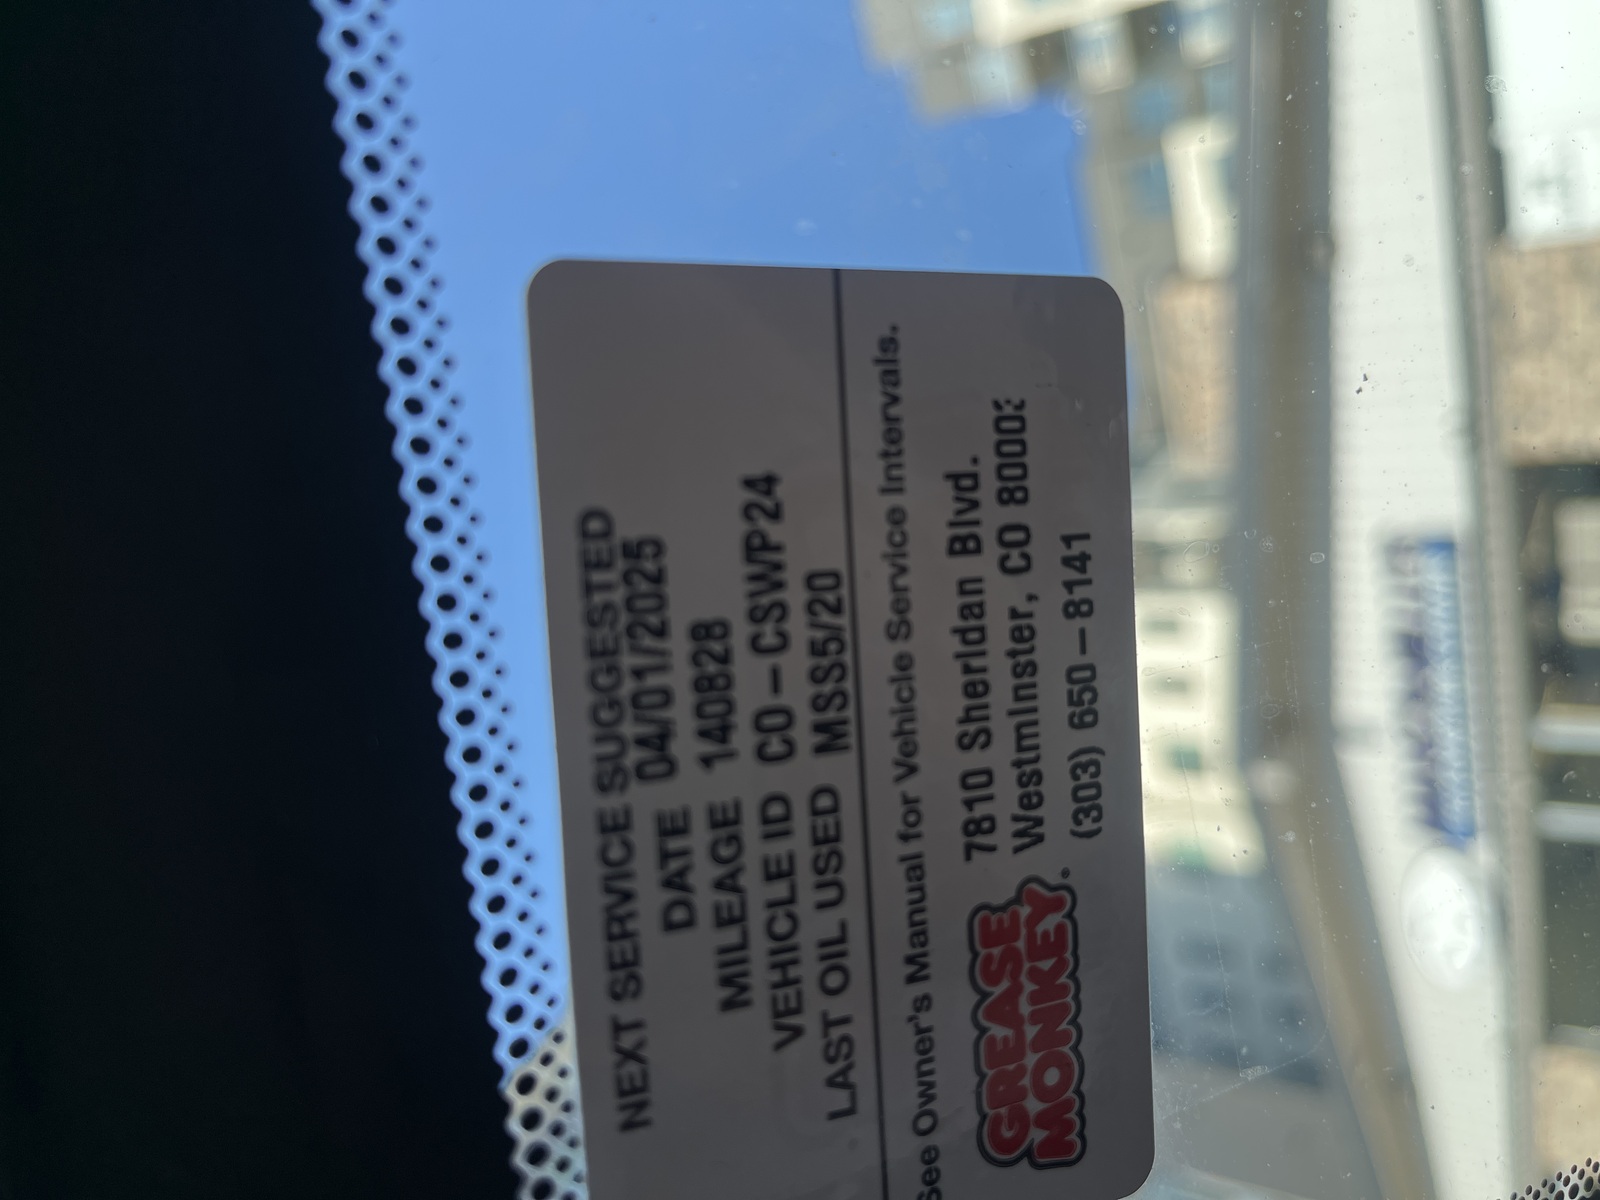 NEXT SERVICE SUGGESTED
DATE 04/01/2025
MILEAGE 140828
VEHICLE ID CO-CSWP24
LAST OIL USED MSS5/20
See Owner's Manual for Vehicle Service Intervals.
GREASE MONKEY
7810 Sheridan Blvd.
Westminster, CO 80003
(303) 650-8141